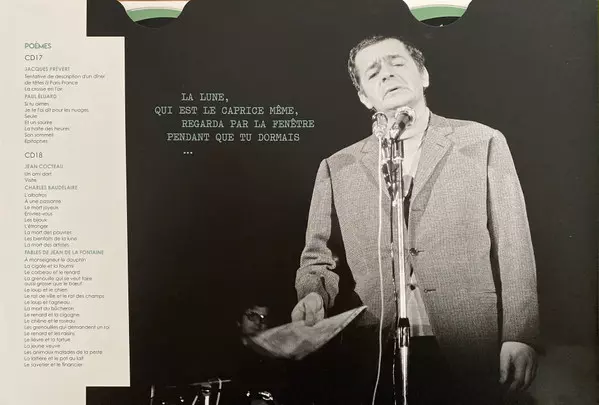 POÈMES
CD17
JACQUES PRÉVERT
Tentative de description d'un dîner
de têtes à Paris-France
La crosse en l'air
PAUL ÉLUARD
Si tu aimes
Je te l'ai dit pour les nuages
Seule
Et un sourire
La halte des heures
Son sommeil
Épitaphes
CD18
JEAN COCTEAU
Un ami dort
Visite
CHARLES BAUDELAIRE
L'albatros
À une passante
Le mort joyeux
Enivrez-vous
Les bijoux
L'étranger
La mort des pauvres
Les bienfaits de la lune
La mort des artistes
FABLES DE JEAN DE LA FONTAINE
À monseigneur le dauphin
La cigale et la fourmi
Le corbeau et le renard
La grenouille qui se veut faire
aussi grosse que le bœuf
Le loup et le chien
Le rat de ville et le rat des champs
Le loup et l'agneau
La mort du bûcheron
Le renard et la cigogne
Le chêne et le roseau
Les grenouilles qui demandent un roi
Le renard et les raisins
Le lièvre et la tortue
La jeune veuve
Les animaux malades de la peste
La laitière et le pot au lait
Le savetier et le financier
LA LUNE,
QUI EST LE CAPRICE MÊME,
REGARDA PAR LA FENÊTRE
PENDANT QUE TU DORMAIS
...